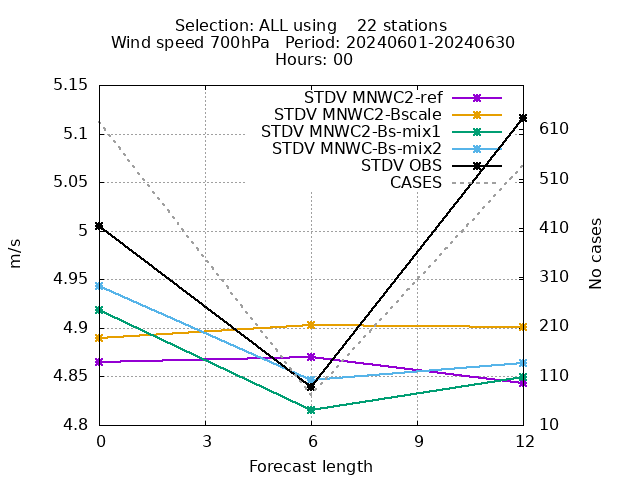 Selection: ALL using    22 stations
Wind speed 700hPa   Period: 20240601-20240630
Hours: 00
5.15
5.1
5.05
5
4.95
4.9
4.85
4.8
m/s
STDV MNWC2-ref
STDV MNWC2-Bscale
STDV MNWC2-Bs-mix1
STDV MNWC-Bs-mix2
STDV OBS
CASES
610
510
410
310
210
110
10
No cases
0 3 6 9 12
Forecast length